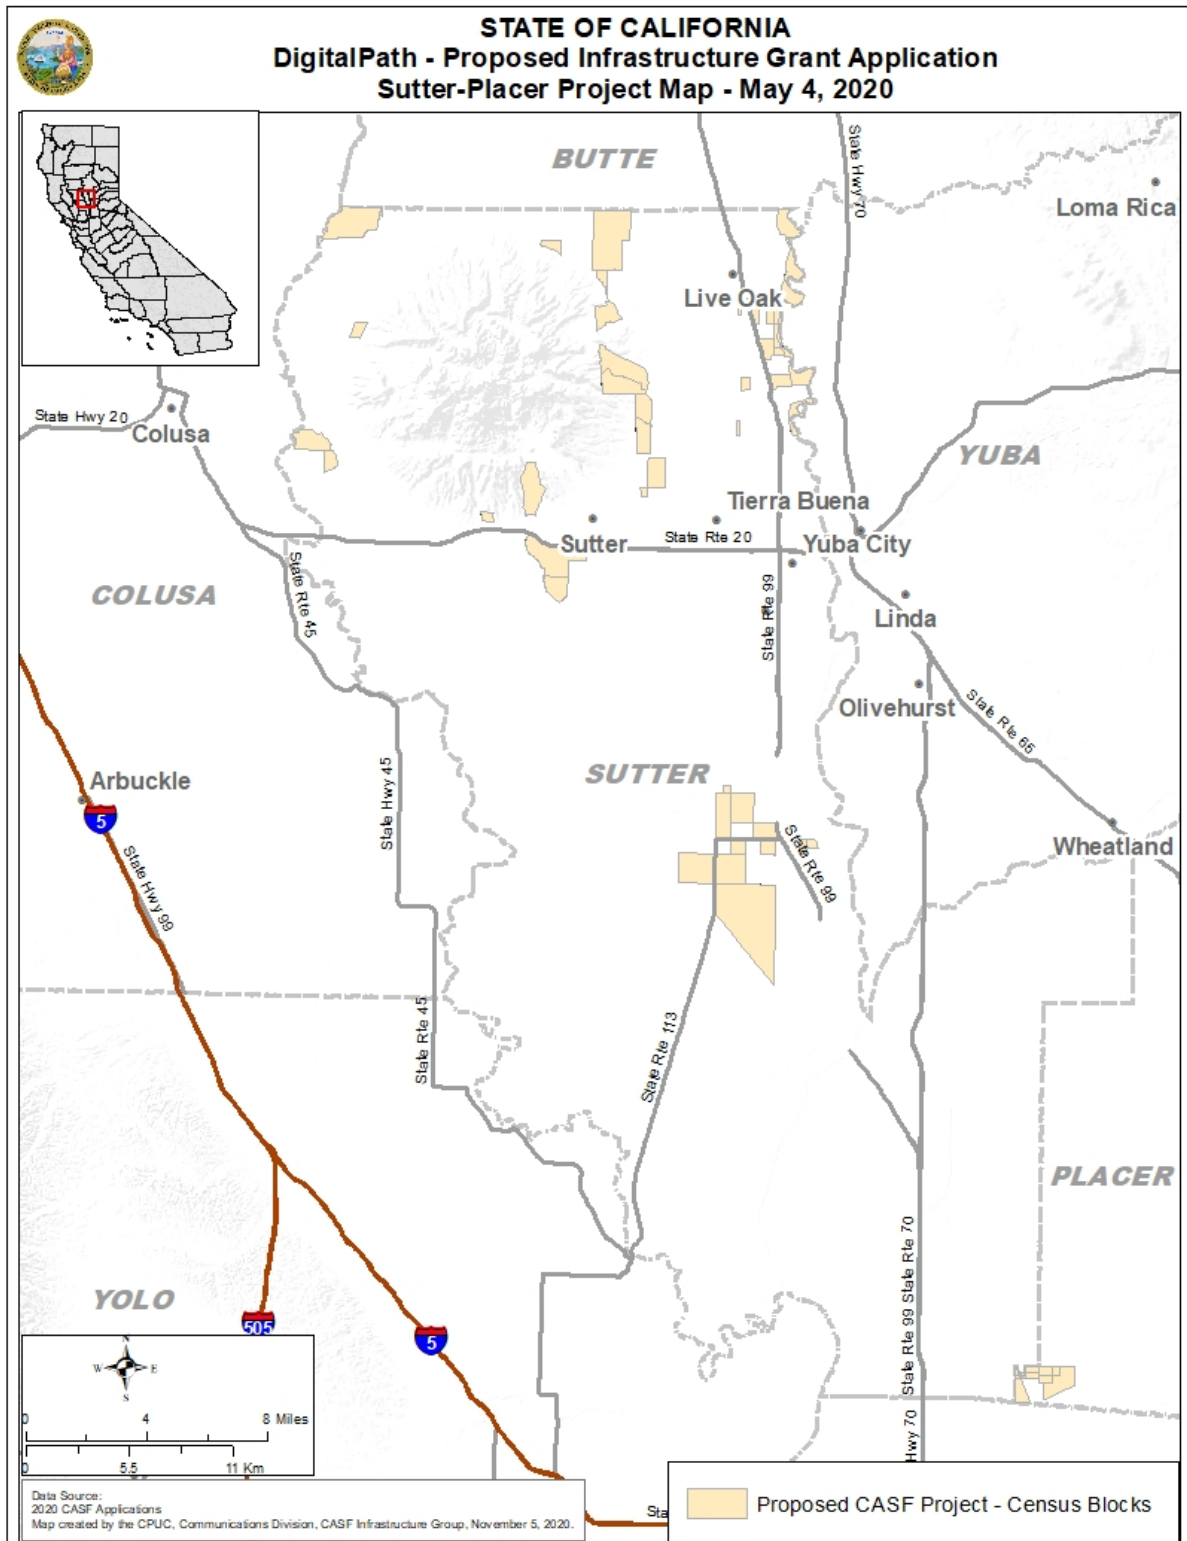 STATE OF CALIFORNIA
DigitalPath - Proposed Infrastructure Grant Application
Sutter-Placer Project Map - May 4, 2020
BUTTE
State Hwy 70
Loma Rica
Live Oak
State Hwy 20
Colusa
YUBA
Tierra Buena
State Rte 20
Sutter
Yuba City
COLUSA
State Rte 45
State Rte 99
Linda
Olivehurst
State Rte 65
SUTTER
Arbuckle
5
State Hwy 45
State Hwy 99
State Rte 99
Wheatland
State Rte 45
State Rte 113
PLACER
State Rte 99 State Rte 70
YOLO
505
5
N
W E
S
0 4 8 Miles
0 5.5 11 Km
Hwy 70
Data Source:
2020 CASF Applications
Map created by the CPUC, Communications Division, CASF Infrastructure Group, November 5, 2020.
Sta
Proposed CASF Project - Census Blocks